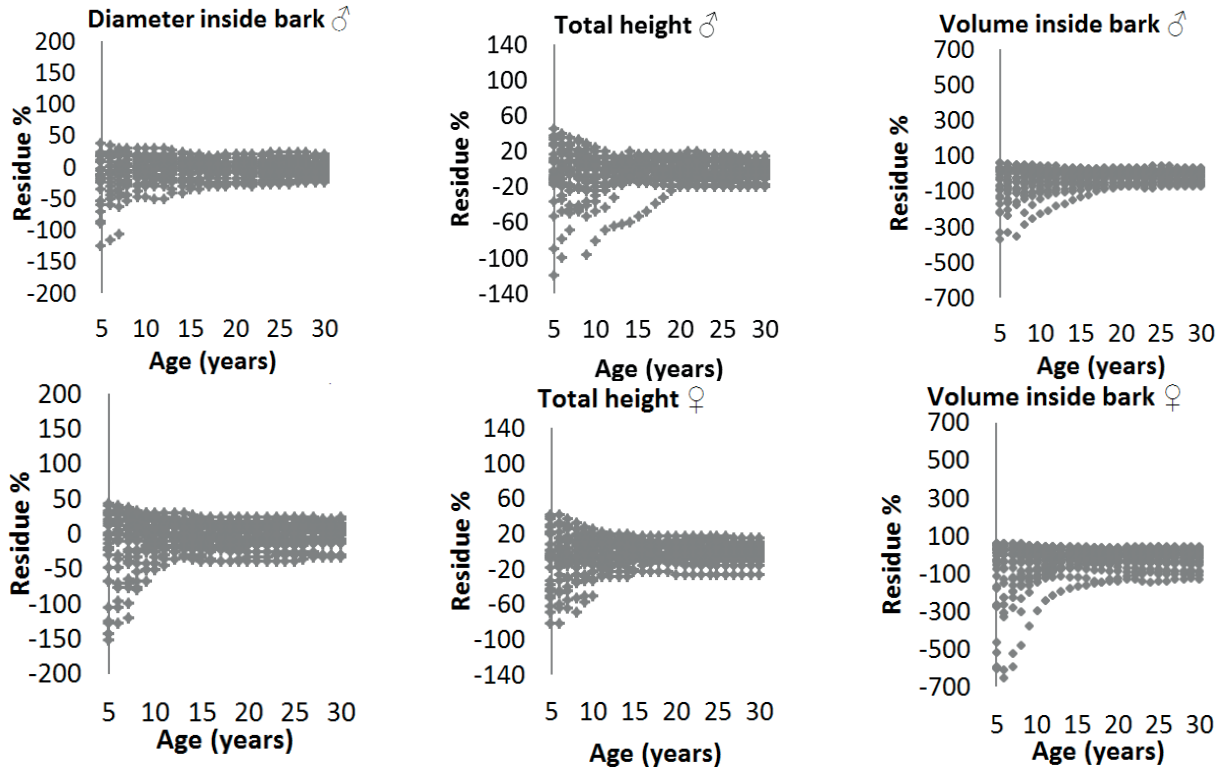 Diameter inside bark ♂
Residue %
200
150
100
50
0
-50
-100
-150
-200
5 10 15 20 25 30
Age (years)
Total height ♂
Residue %
140
100
60
20
-20
-60
-100
-140
5 10 15 20 25 30
Age (years)
Volume inside bark ♂
Residue %
700
500
300
100
-100
-300
-500
-700
5 10 15 20 25 30
Age (years)
Residue %
200
150
100
50
0
-50
-100
-150
-200
5 10 15 20 25 30
Age (years)
Total height ♀
Residue %
140
100
60
20
-20
-60
-100
-140
5 10 15 20 25 30
Age (years)
Volume inside bark ♀
Residue %
700
500
300
100
-100
-300
-500
-700
5 10 15 20 25 30
Age (years)